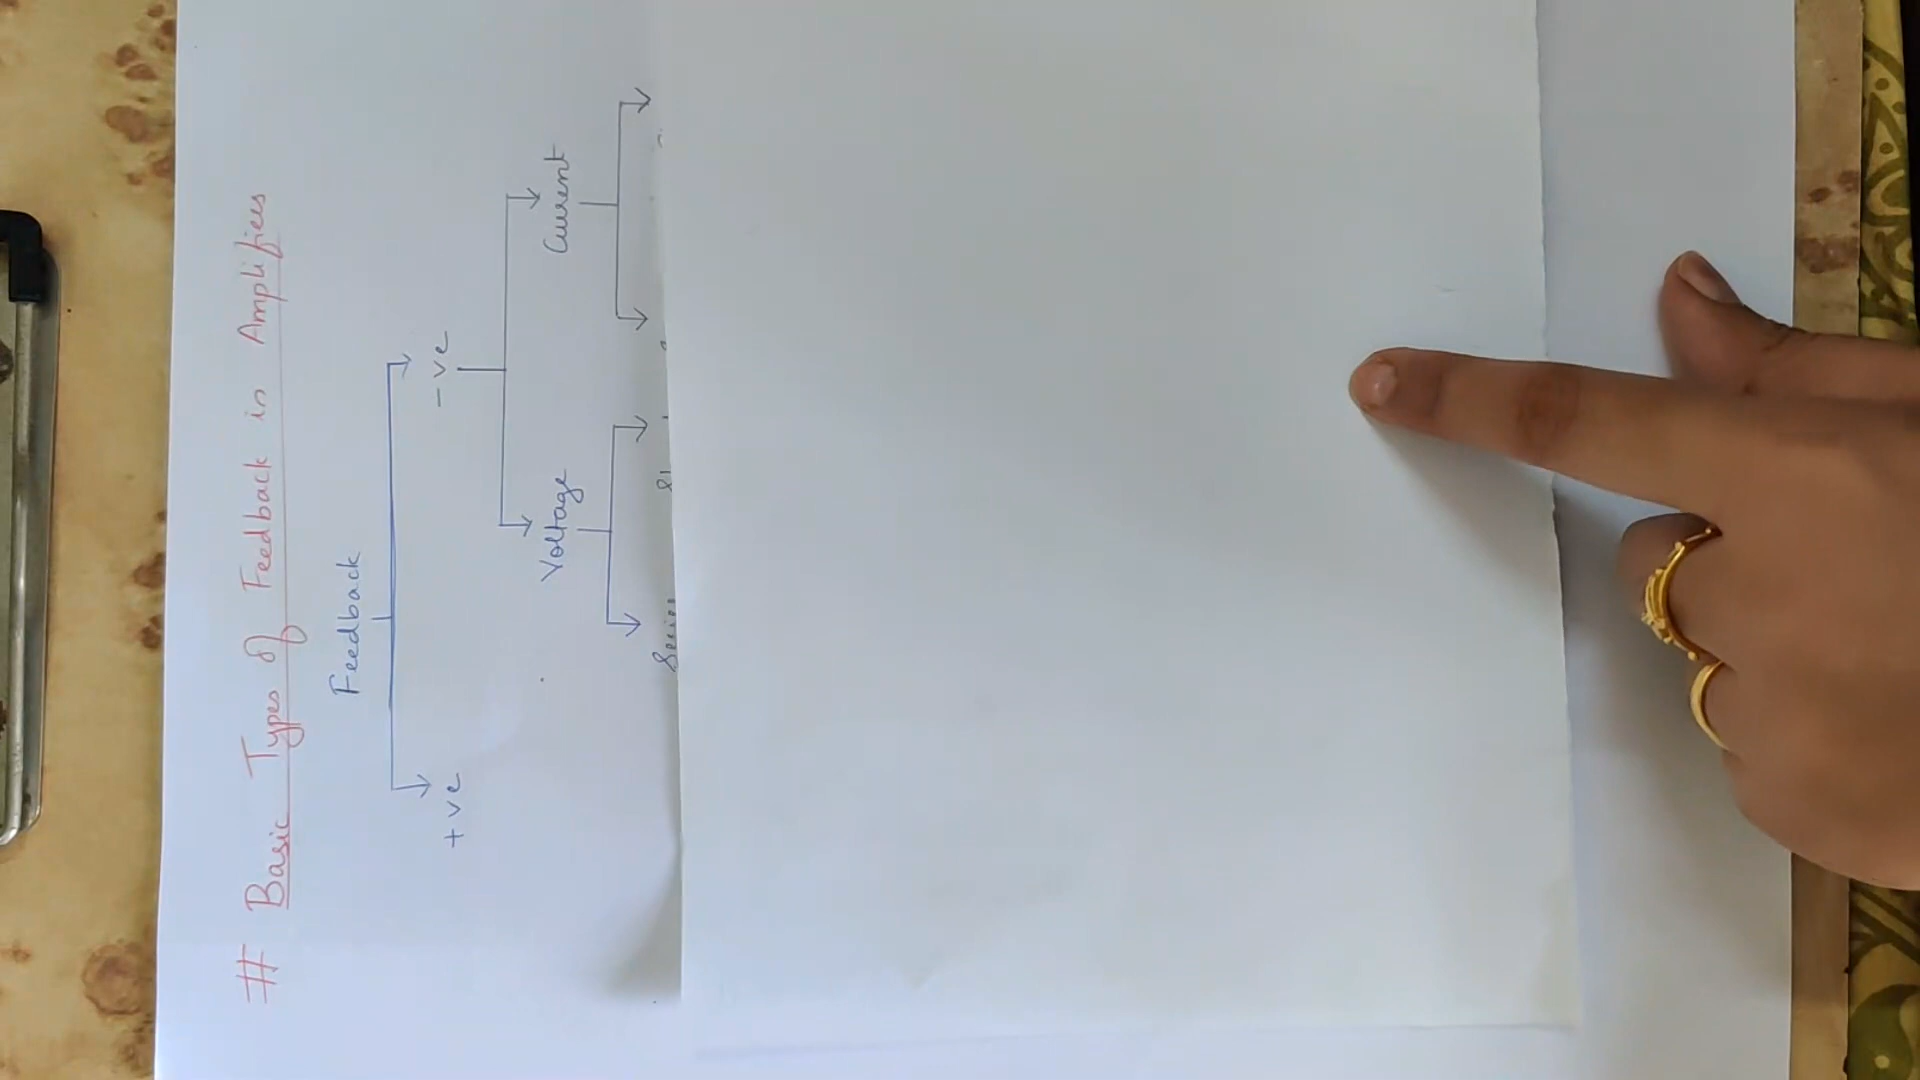 # Basic Types of Feedback in Amplifiers
Feedback
+ve -ve
Voltage Current